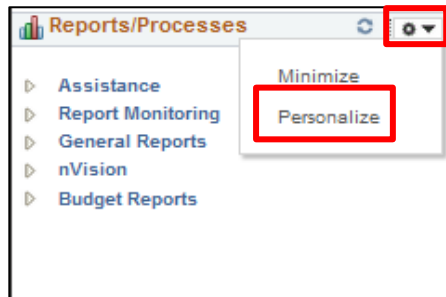 Reports/Processes
Minimize
Assistance
Personalize
Report Monitoring
General Reports
nVision
Budget Reports